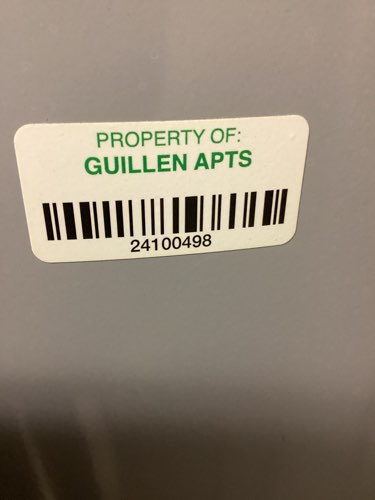 PROPERTY OF:
GUILLEN APTS
24100498